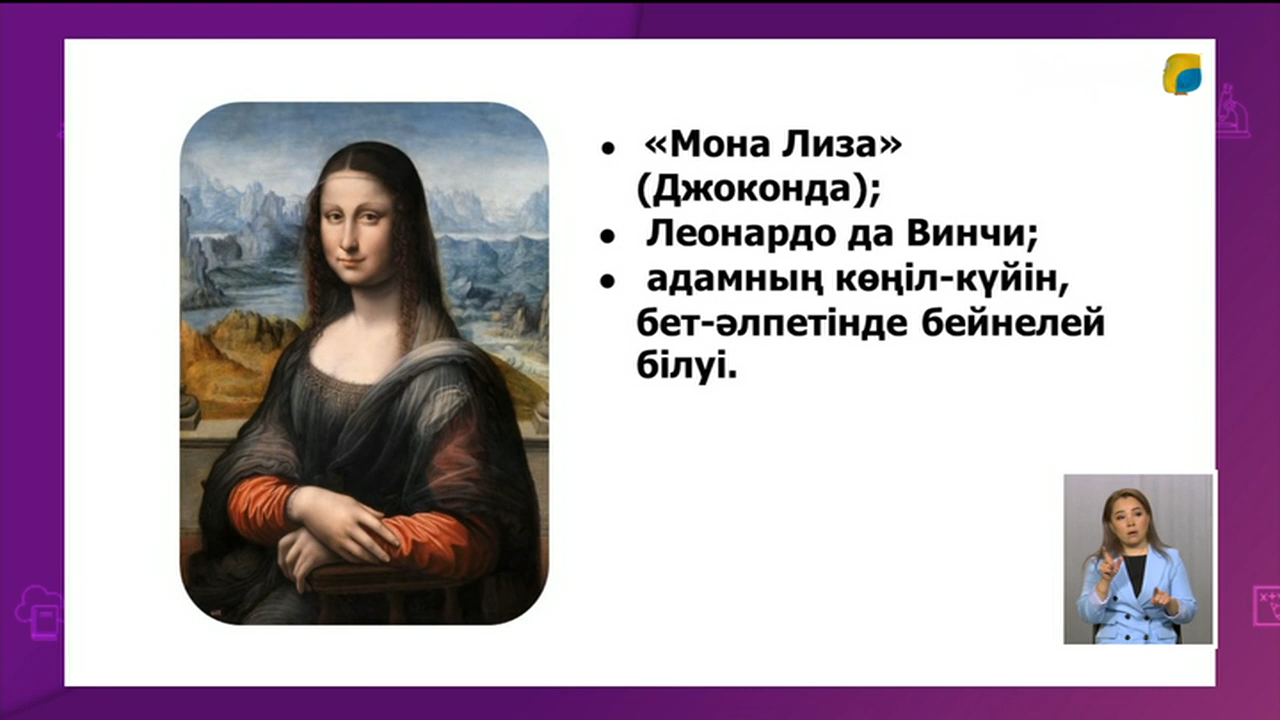 • «Мона Лиза»
(Джоконда);
• Леонардо да Винчи;
• адамның көңіл-күйін,
бет-әлпетінде бейнелей
білуі.